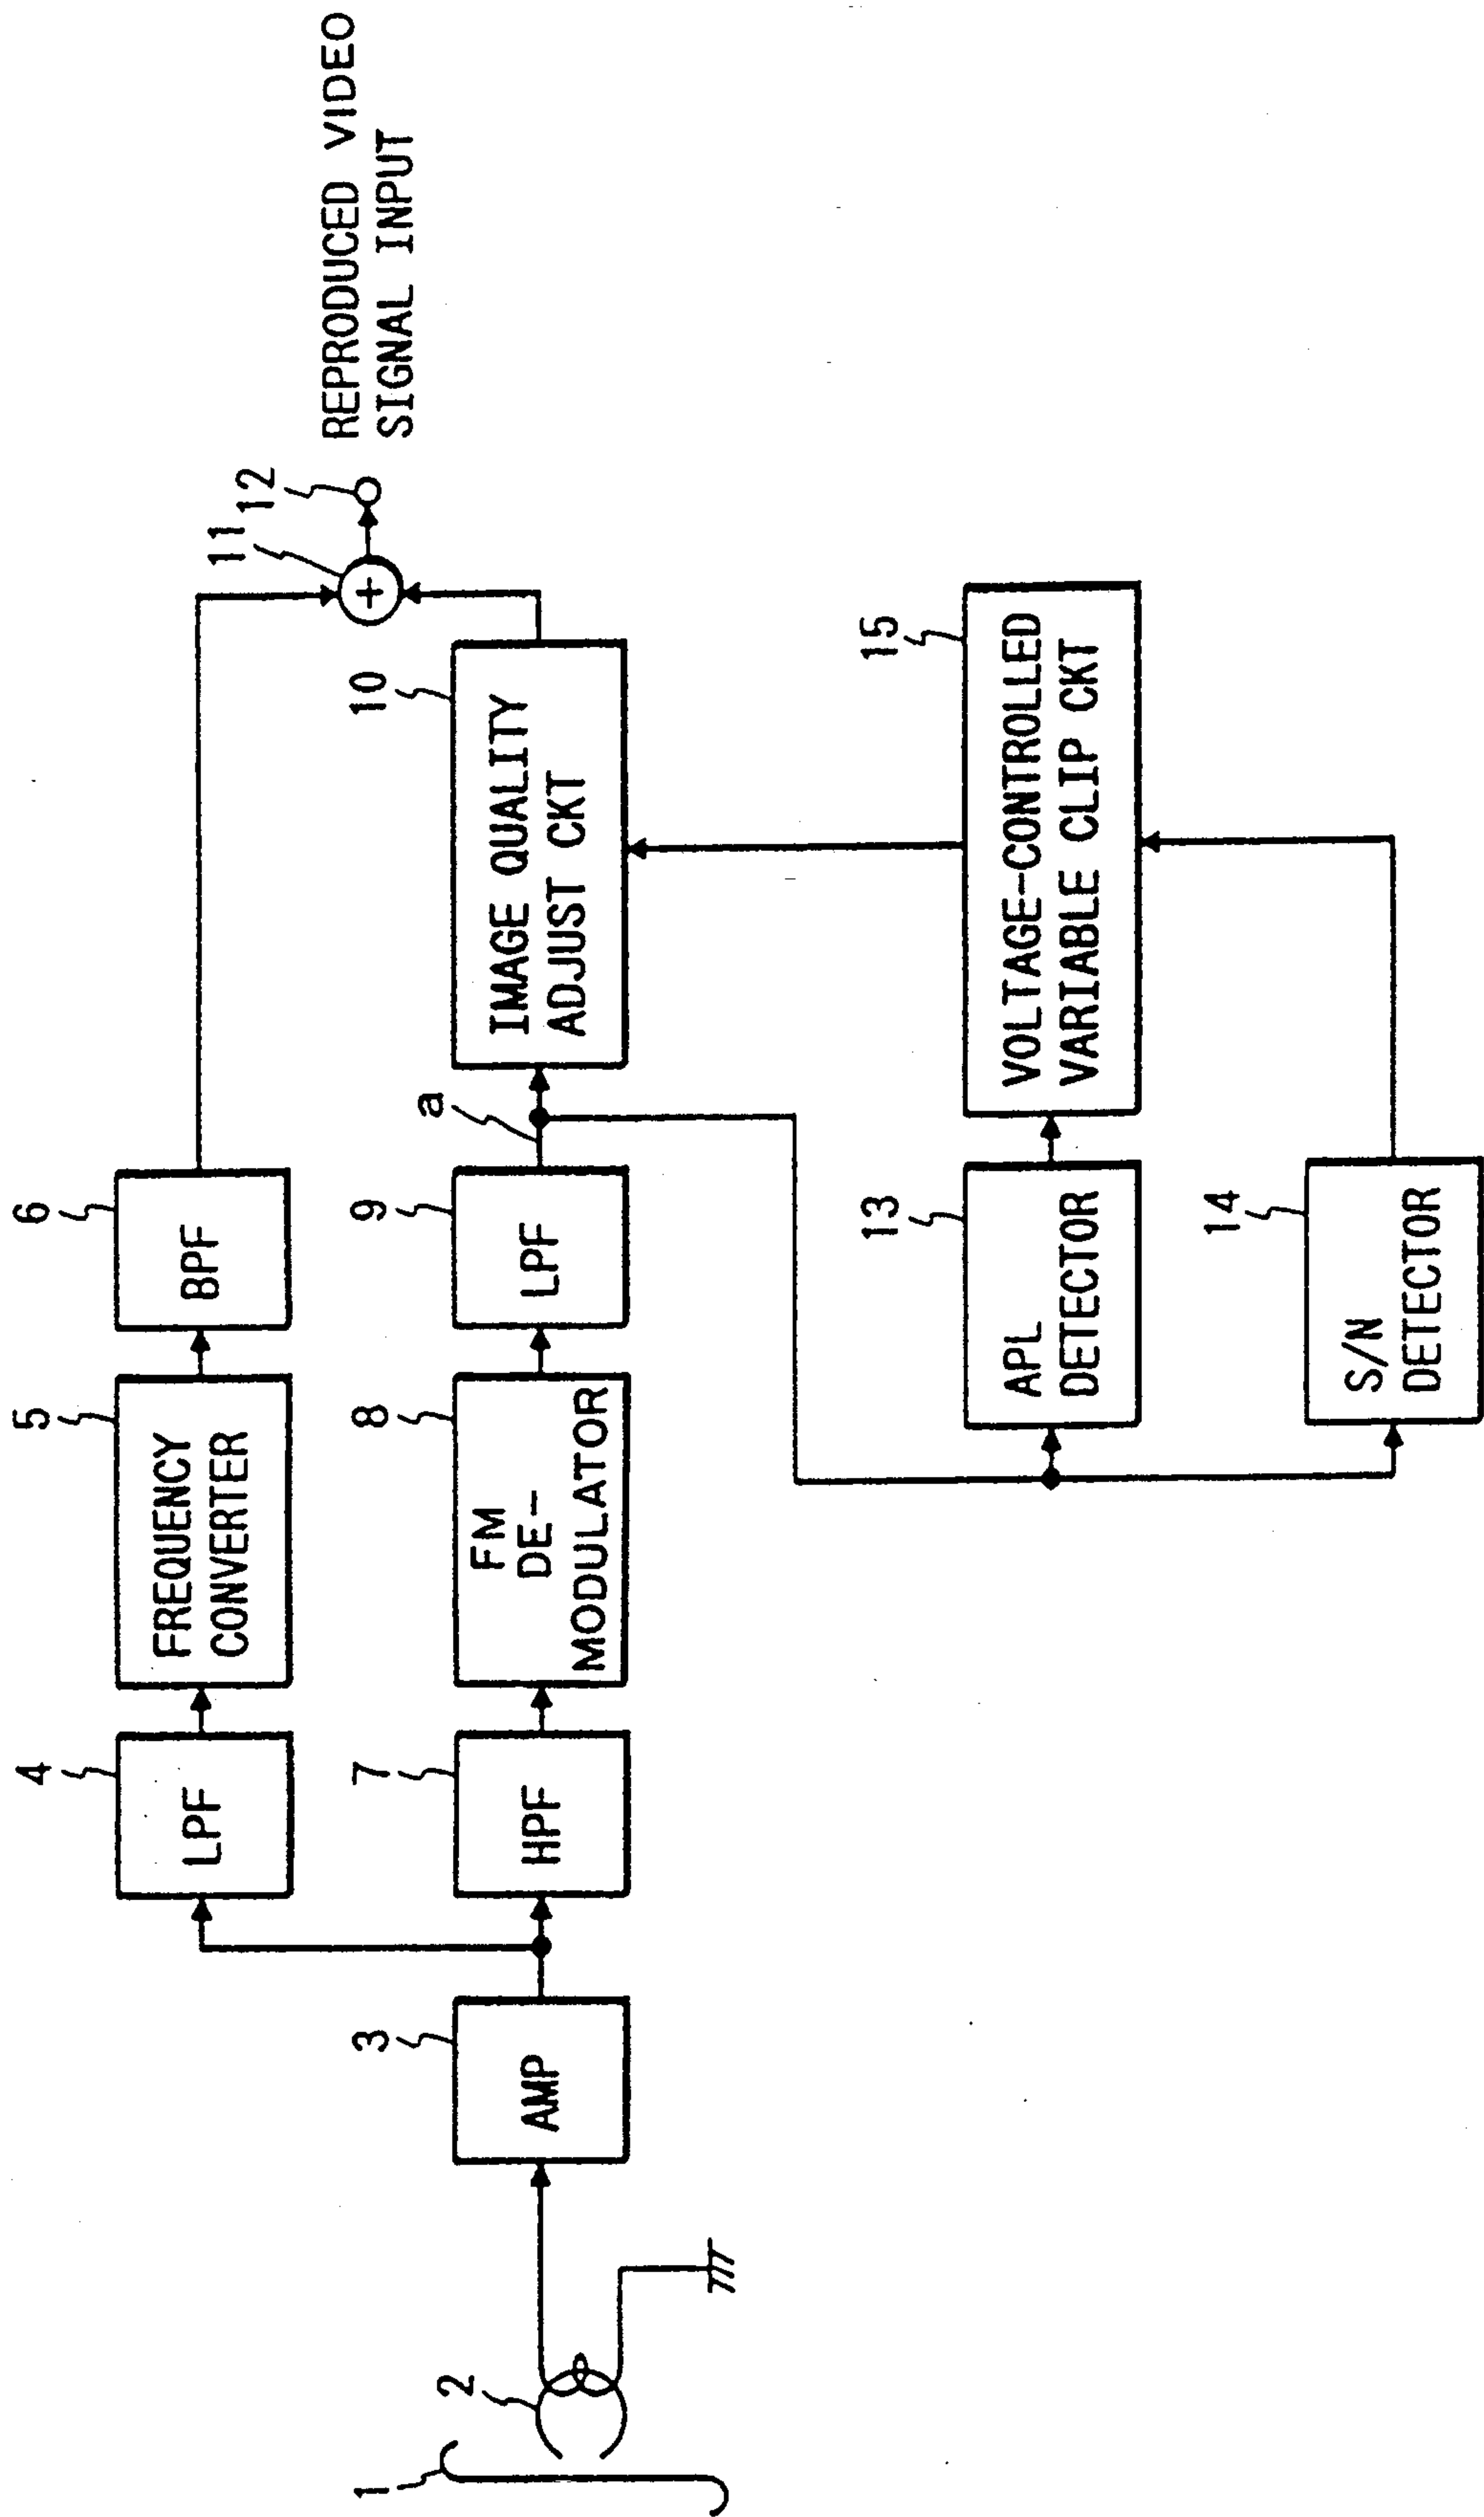 4
LPF
5
FREQUENCY
CONVERTER
6
BPF
11
12
REPRODUCED VIDEO
SIGNAL INPUT
1
2
3
AMP
7
HPF
8
FM
DE-
MODULATOR
9
LPF
a
10
IMAGE QUALITY
ADJUST CKT
+
13
APL
DETECTOR
15
VOLTAGE-CONTROLLED
VARIABLE CLIP CKT
14
S/N
DETECTOR